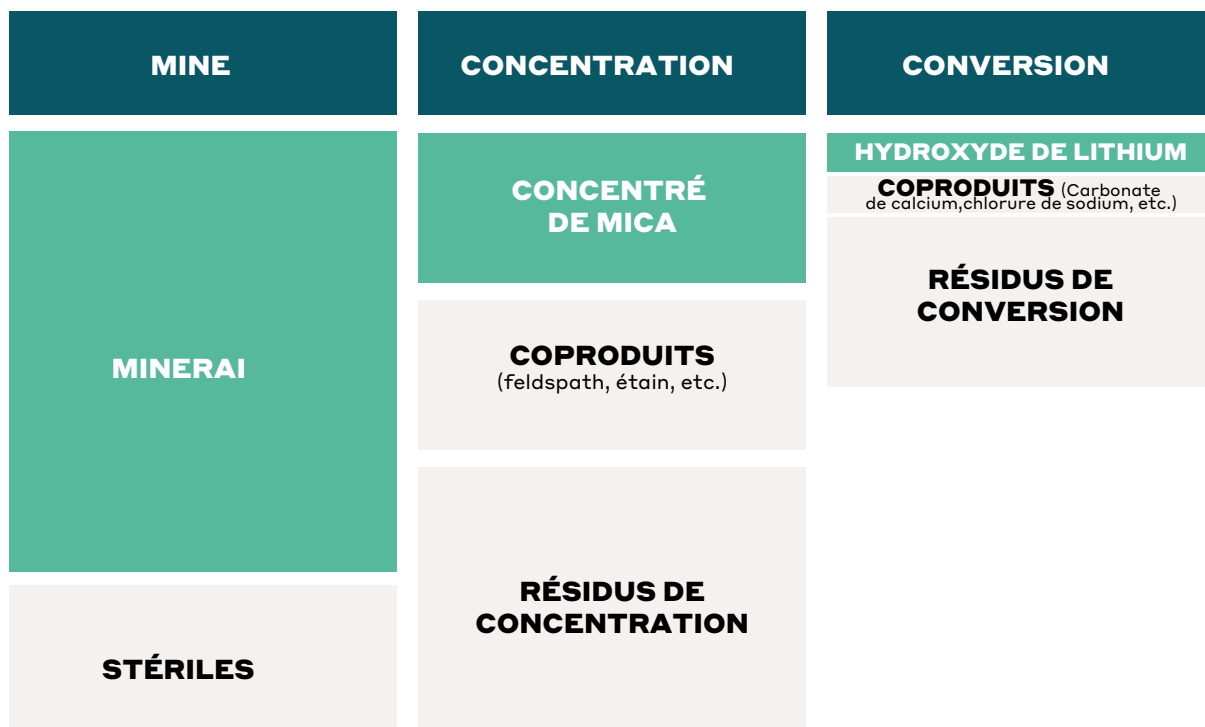 MINE
MINERAI
STÉRILES
CONCENTRATION
CONCENTRÉ
DE MICA
COPRODUITS
(feldspath, étain, etc.)
RÉSIDUS DE
CONCENTRATION
CONVERSION
HYDROXYDE DE LITHIUM
COPRODUITS (Carbonate
de calcium,chlorure de sodium, etc.)
RÉSIDUS DE
CONVERSION